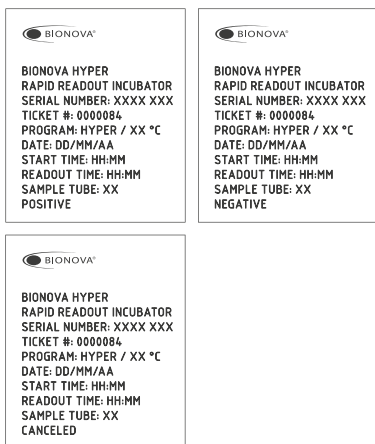 BIONOVA®
BIONOVA HYPER
RAPID READOUT INCUBATOR
SERIAL NUMBER: XXXX XXX
TICKET #: 0000084
PROGRAM: HYPER / XX °C
DATE: DD/MM/AA
START TIME: HH:MM
READOUT TIME: HH:MM
SAMPLE TUBE: XX
POSITIVE
BIONOVA®
BIONOVA HYPER
RAPID READOUT INCUBATOR
SERIAL NUMBER: XXXX XXX
TICKET #: 0000084
PROGRAM: HYPER / XX °C
DATE: DD/MM/AA
START TIME: HH:MM
READOUT TIME: HH:MM
SAMPLE TUBE: XX
NEGATIVE
BIONOVA®
BIONOVA HYPER
RAPID READOUT INCUBATOR
SERIAL NUMBER: XXXX XXX
TICKET #: 0000084
PROGRAM: HYPER / XX °C
DATE: DD/MM/AA
START TIME: HH:MM
READOUT TIME: HH:MM
SAMPLE TUBE: XX
CANCELED